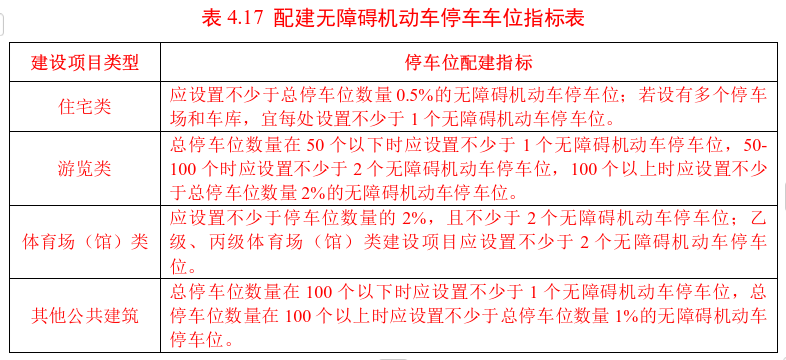 表 4.17 配建无障碍机动车停车车位指标表
建设项目类型
停车位配建指标
住宅类
应设置不少于总停车位数量 0.5%的无障碍机动车停车位；若设有多个停车
场和车库，宜每处设置不少于 1 个无障碍机动车停车位。
游览类
总停车位数量在 50 个以下时应设置不少于 1 个无障碍机动车停车位，50-
100 个时应设置不少于 2 个无障碍机动车停车位，100 个以上时应设置不少
于总停车位数量 2%的无障碍机动车停车位。
体育场（馆）类
应设置不少于停车位数量的 2%，且不少于 2 个无障碍机动车停车位；乙
级、丙级体育场（馆）类建设项目应设置不少于 2 个无障碍机动车停车
位。
其他公共建筑
总停车位数量在 100 个以下时应设置不少于 1 个无障碍机动车停车位，总
停车位数量在 100 个以上时应设置不少于总停车位数量 1%的无障碍机动车
停车位。